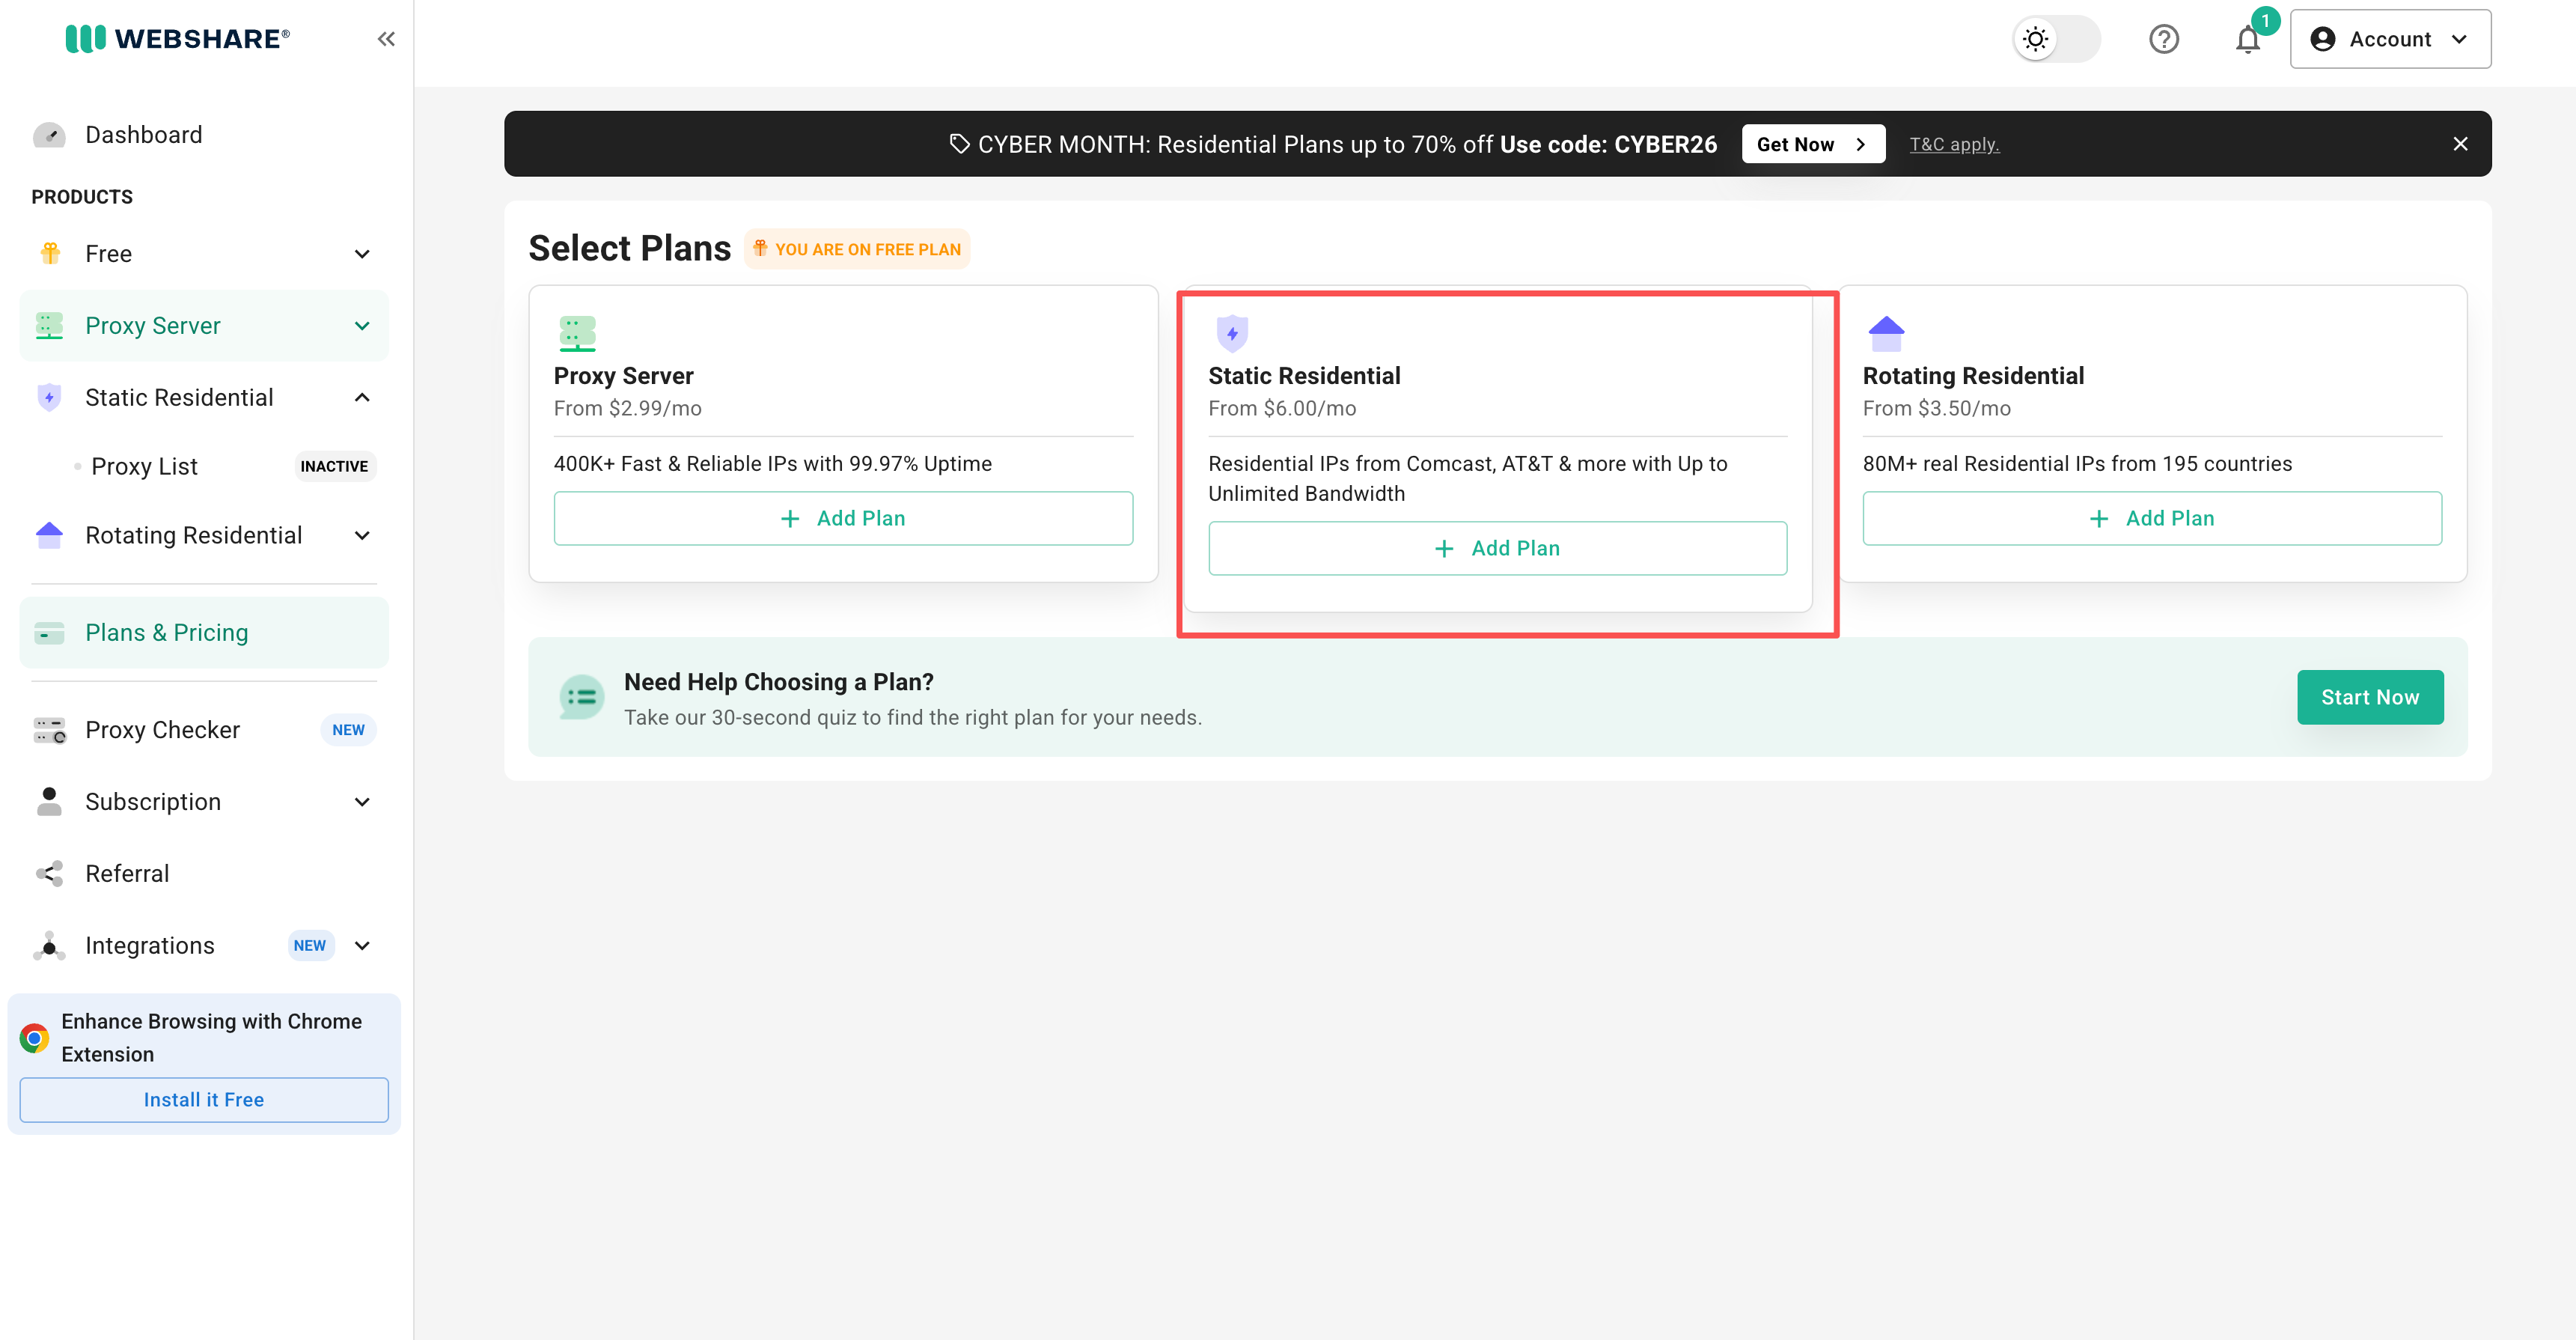 WEBSHARE®
Dashboard
PRODUCTS
Free
Proxy Server
Static Residential
Proxy List INACTIVE
Rotating Residential
Plans & Pricing
Proxy Checker NEW
Subscription
Referral
Integrations NEW
Enhance Browsing with Chrome
Extension
Install it Free
1
Account
CYBER MONTH: Residential Plans up to 70% off Use code: CYBER26 Get Now T&C apply.
Select Plans YOU ARE ON FREE PLAN
Proxy Server
From $2.99/mo
400K+ Fast & Reliable IPs with 99.97% Uptime
+ Add Plan
Static Residential
From $6.00/mo
Residential IPs from Comcast, AT&T & more with Up to
Unlimited Bandwidth
+ Add Plan
Rotating Residential
From $3.50/mo
80M+ real Residential IPs from 195 countries
+ Add Plan
Need Help Choosing a Plan?
Take our 30-second quiz to find the right plan for your needs.
Start Now